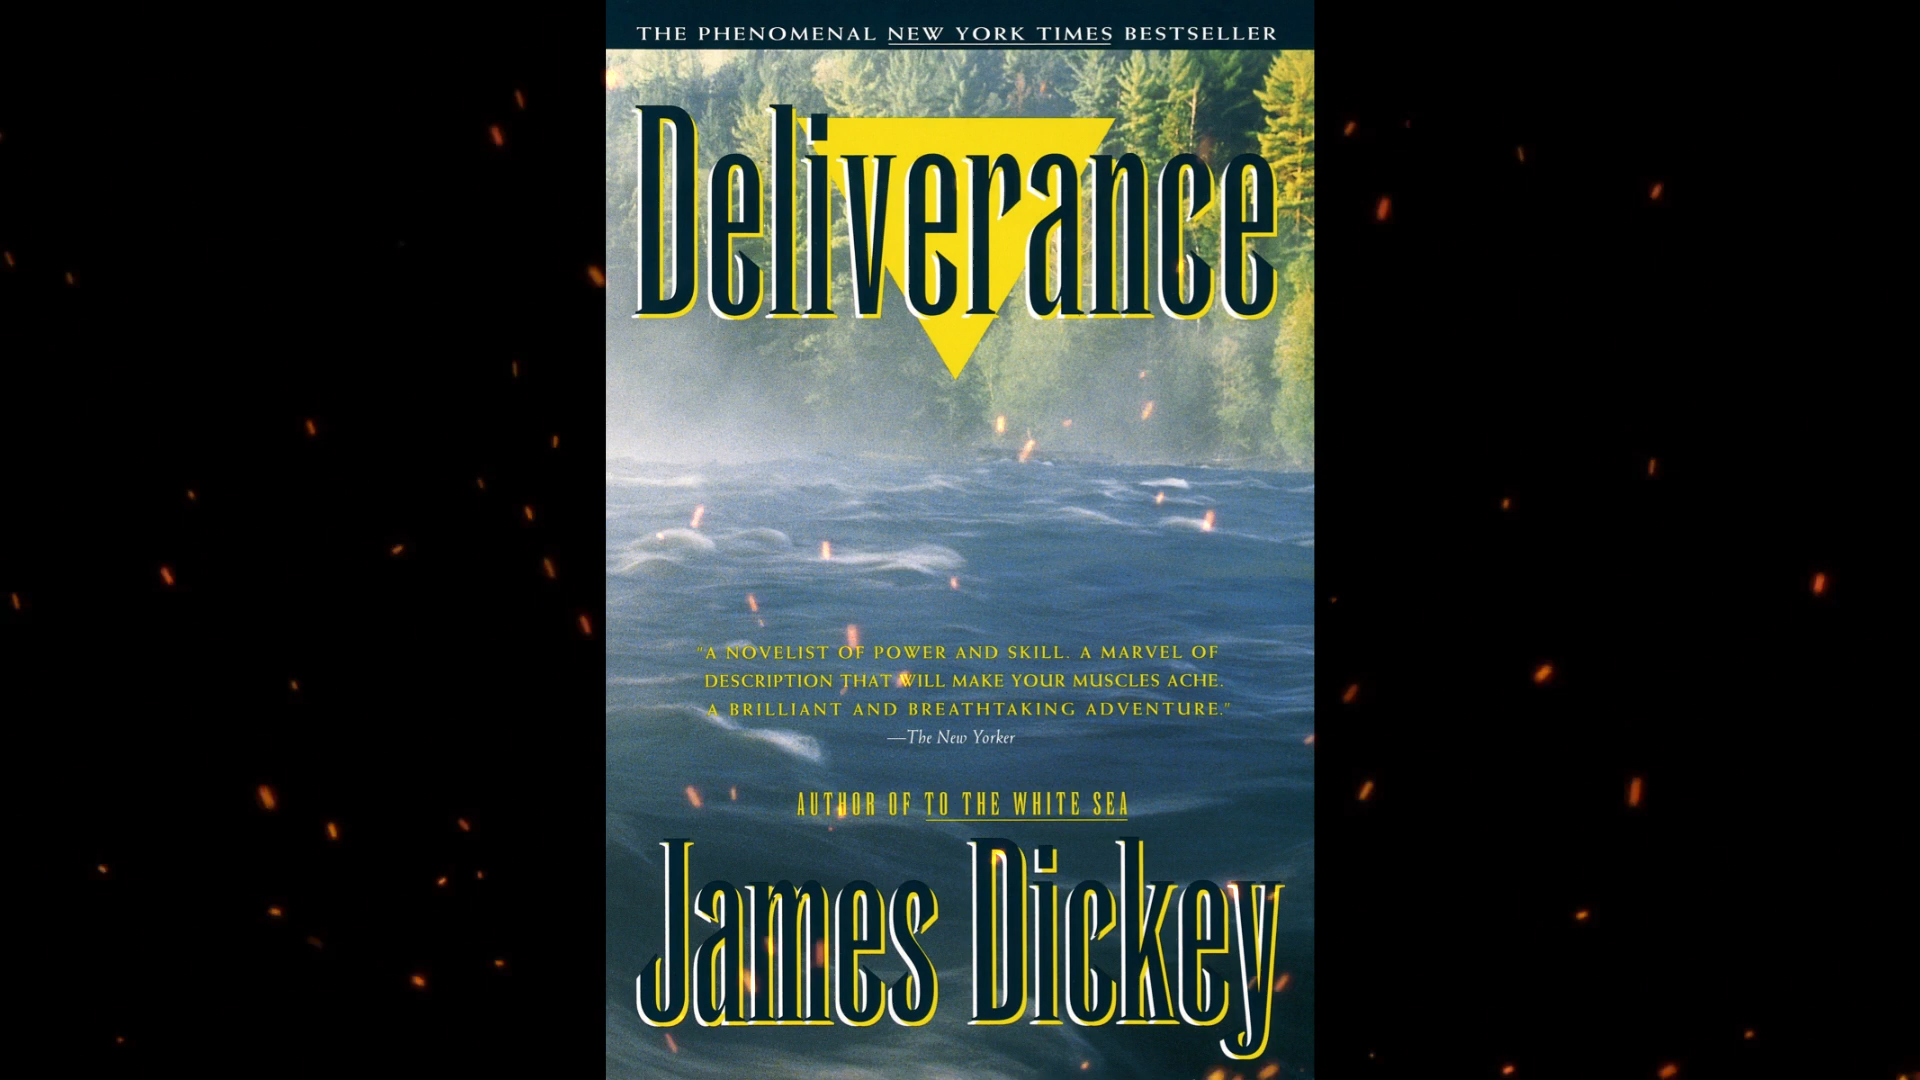 THE PHENOMENAL NEW YORK TIMES BESTSELLER
Deliverance
"A NOVELIST OF POWER AND SKILL. A MARVEL OF
DESCRIPTION THAT WILL MAKE YOUR MUSCLES ACHE.
A BRILLIANT AND BREATHTAKING ADVENTURE."
—The New Yorker
AUTHOR OF TO THE WHITE SEA
James Dickey